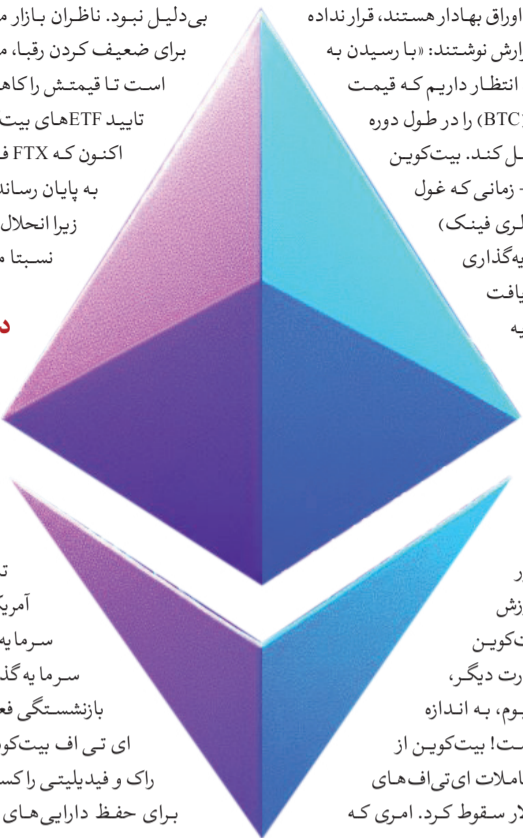 اوراق بهادار هستند، قرار نداده
ارش نوشتند: «با رسیدن به
انتظار داریم که قیمت
(BTC) را در طول دوره
ل کند. بیت‌کوین
- زمانی که غول
لری فینک)
یه‌گذاری
یافت
یه
ر
زش
ت‌کوین
رت دیگر،
وم، به اندازه
ست! بیت‌کوین از
عاملات ای‌تی‌اف‌های
لار سقوط کرد. امری که
بی‌دلیل نبود. ناظران بازار م
برای ضعیف کردن رقبا، م
است تا قیمتش را کاه
تایید ETFهای بیت
اکنون که FTX ف
به پایان رساند
زیرا انحلال
نسبتا م
د
ت
آمریک
سرمایه
سرمایه گذ
بازنشستگی فع
ای تی اف بیت‌کو
راک و فیدیلیتی را کس
برای حفظ دارایی‌های